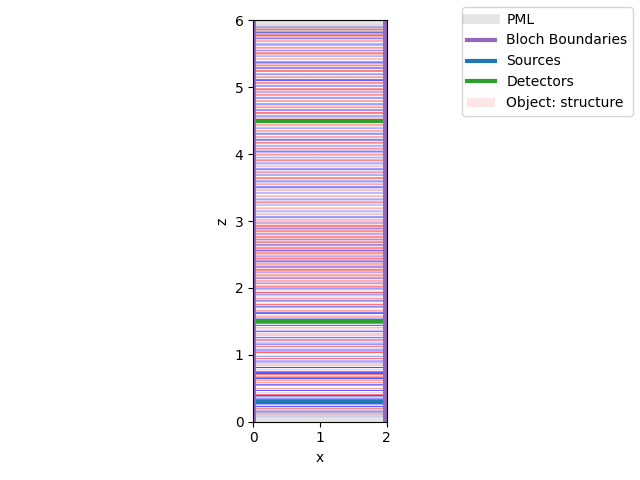 PML
Bloch Boundaries
Sources
Detectors
Object: structure
6
5
4
z
3
2
1
0
0 1 2
x